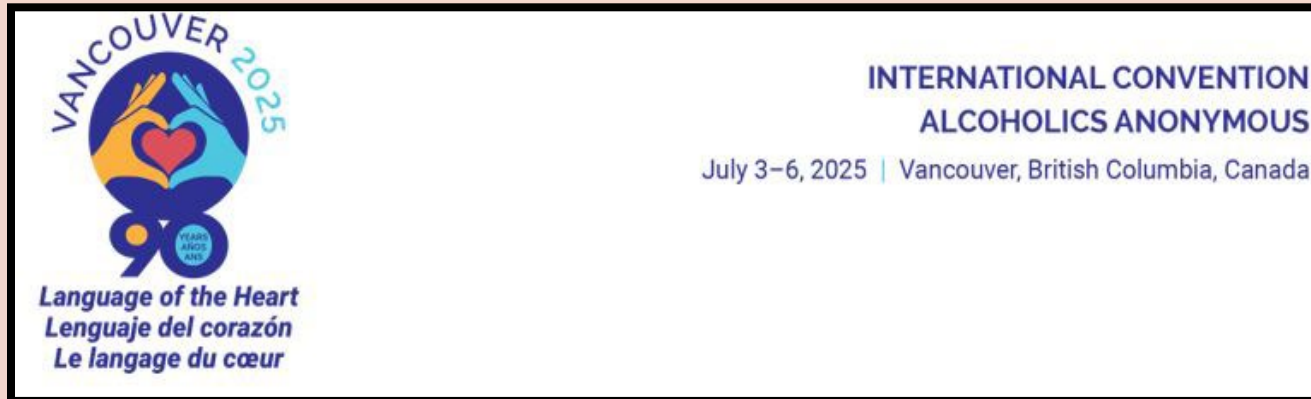 VANCOUVER 2025
90
YEARS
AÑOS
ANS
Language of the Heart
Lenguaje del corazón
Le langage du cœur
INTERNATIONAL CONVENTION
ALCOHOLICS ANONYMOUS
July 3–6, 2025 | Vancouver, British Columbia, Canada